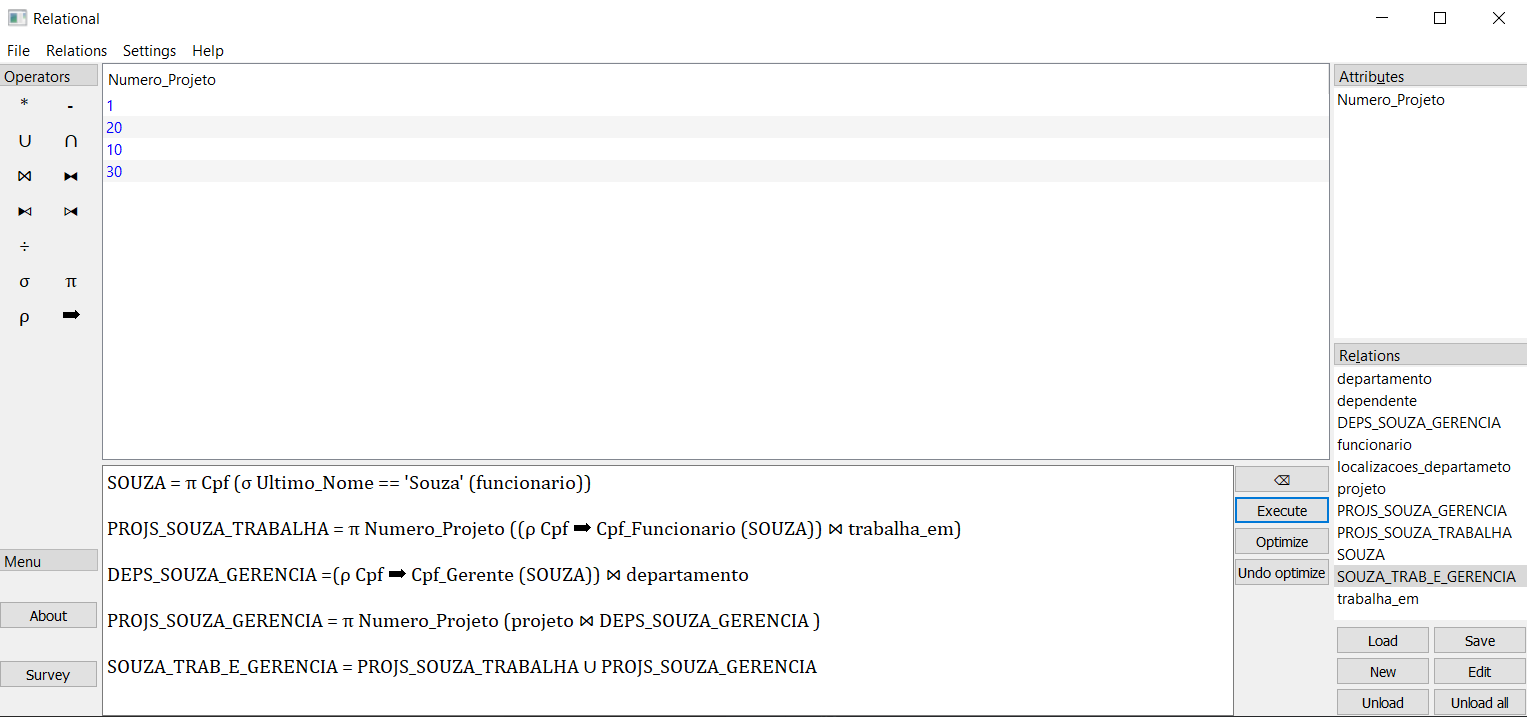 Relational
File Relations Settings Help
Operators
* -
∪ ∩
⋈ ⧓
⧑ ⧒
÷
σ π
ρ ➡
Menu
About
Survey
Numero_Projeto
1
20
10
30
SOUZA = π Cpf (σ Ultimo_Nome == 'Souza' (funcionario))
PROJS_SOUZA_TRABALHA = π Numero_Projeto ((ρ Cpf ➡ Cpf_Funcionario (SOUZA)) ⋈ trabalha_em)
DEPS_SOUZA_GERENCIA =(ρ Cpf ➡ Cpf_Gerente (SOUZA)) ⋈ departamento
PROJS_SOUZA_GERENCIA = π Numero_Projeto (projeto ⋈ DEPS_SOUZA_GERENCIA )
SOUZA_TRAB_E_GERENCIA = PROJS_SOUZA_TRABALHA ∪ PROJS_SOUZA_GERENCIA
⌫
Execute
Optimize
Undo optimize
Attributes
Numero_Projeto
Relations
departamento
dependente
DEPS_SOUZA_GERENCIA
funcionario
localizacoes_departameto
projeto
PROJS_SOUZA_GERENCIA
PROJS_SOUZA_TRABALHA
SOUZA
SOUZA_TRAB_E_GERENCIA
trabalha_em
Load Save
New Edit
Unload Unload all